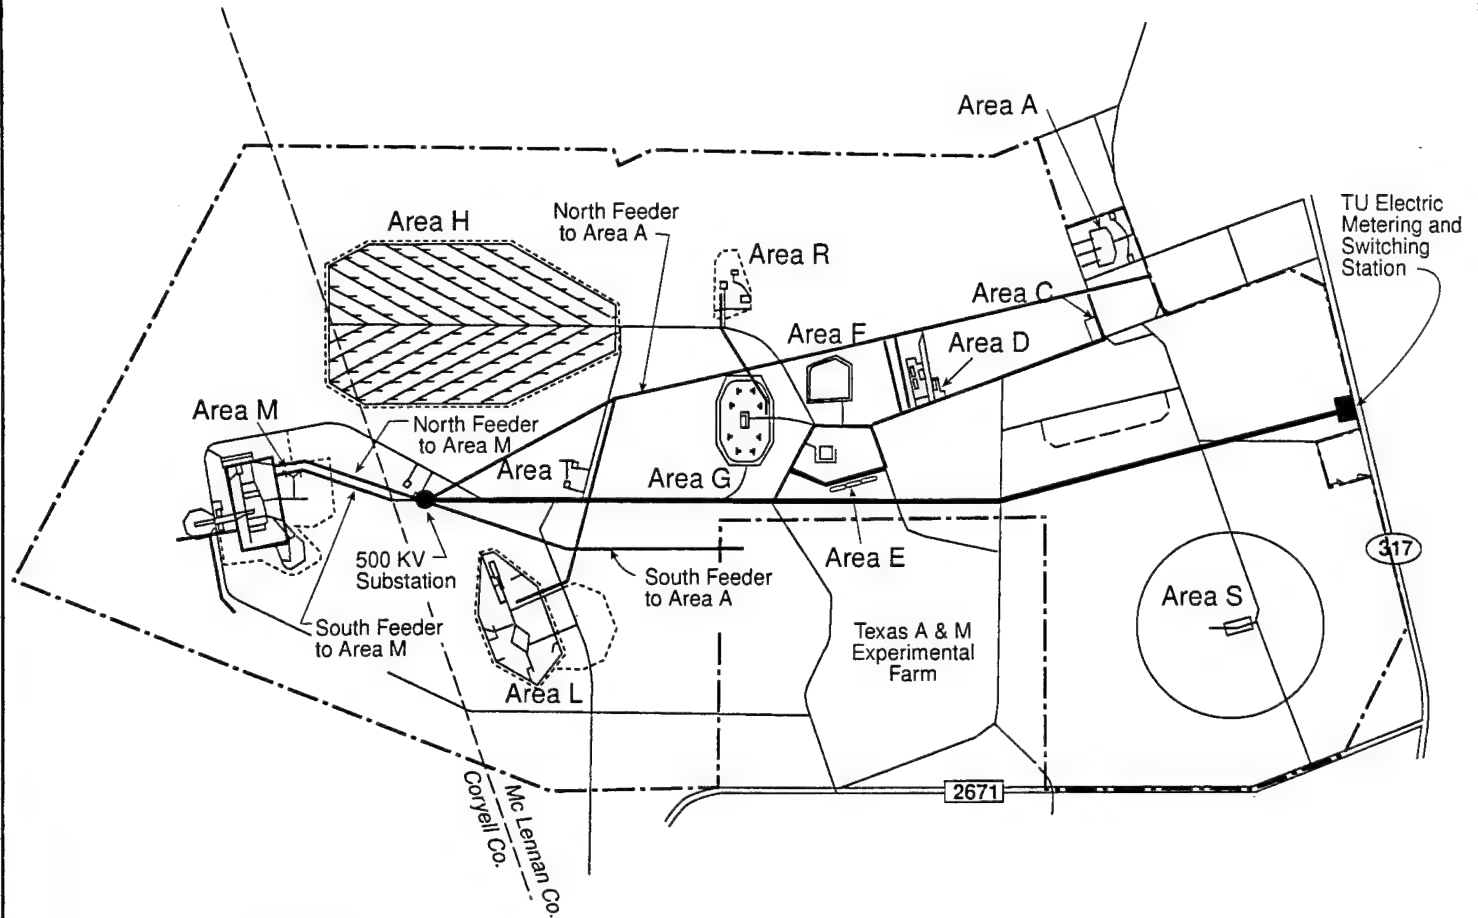 Area A
TU Electric
Metering and
Switching
Station
North Feeder
to Area A
Area H
Area R
Area C
Area F
Area D
Area M
North Feeder
to Area M
Area
Area G
500 KV
Substation
Area E
South Feeder
to Area A
317
Area S
South Feeder
to Area M
Texas A & M
Experimental
Farm
Area L
2671
Mc Lennan Co.
Coryell Co.